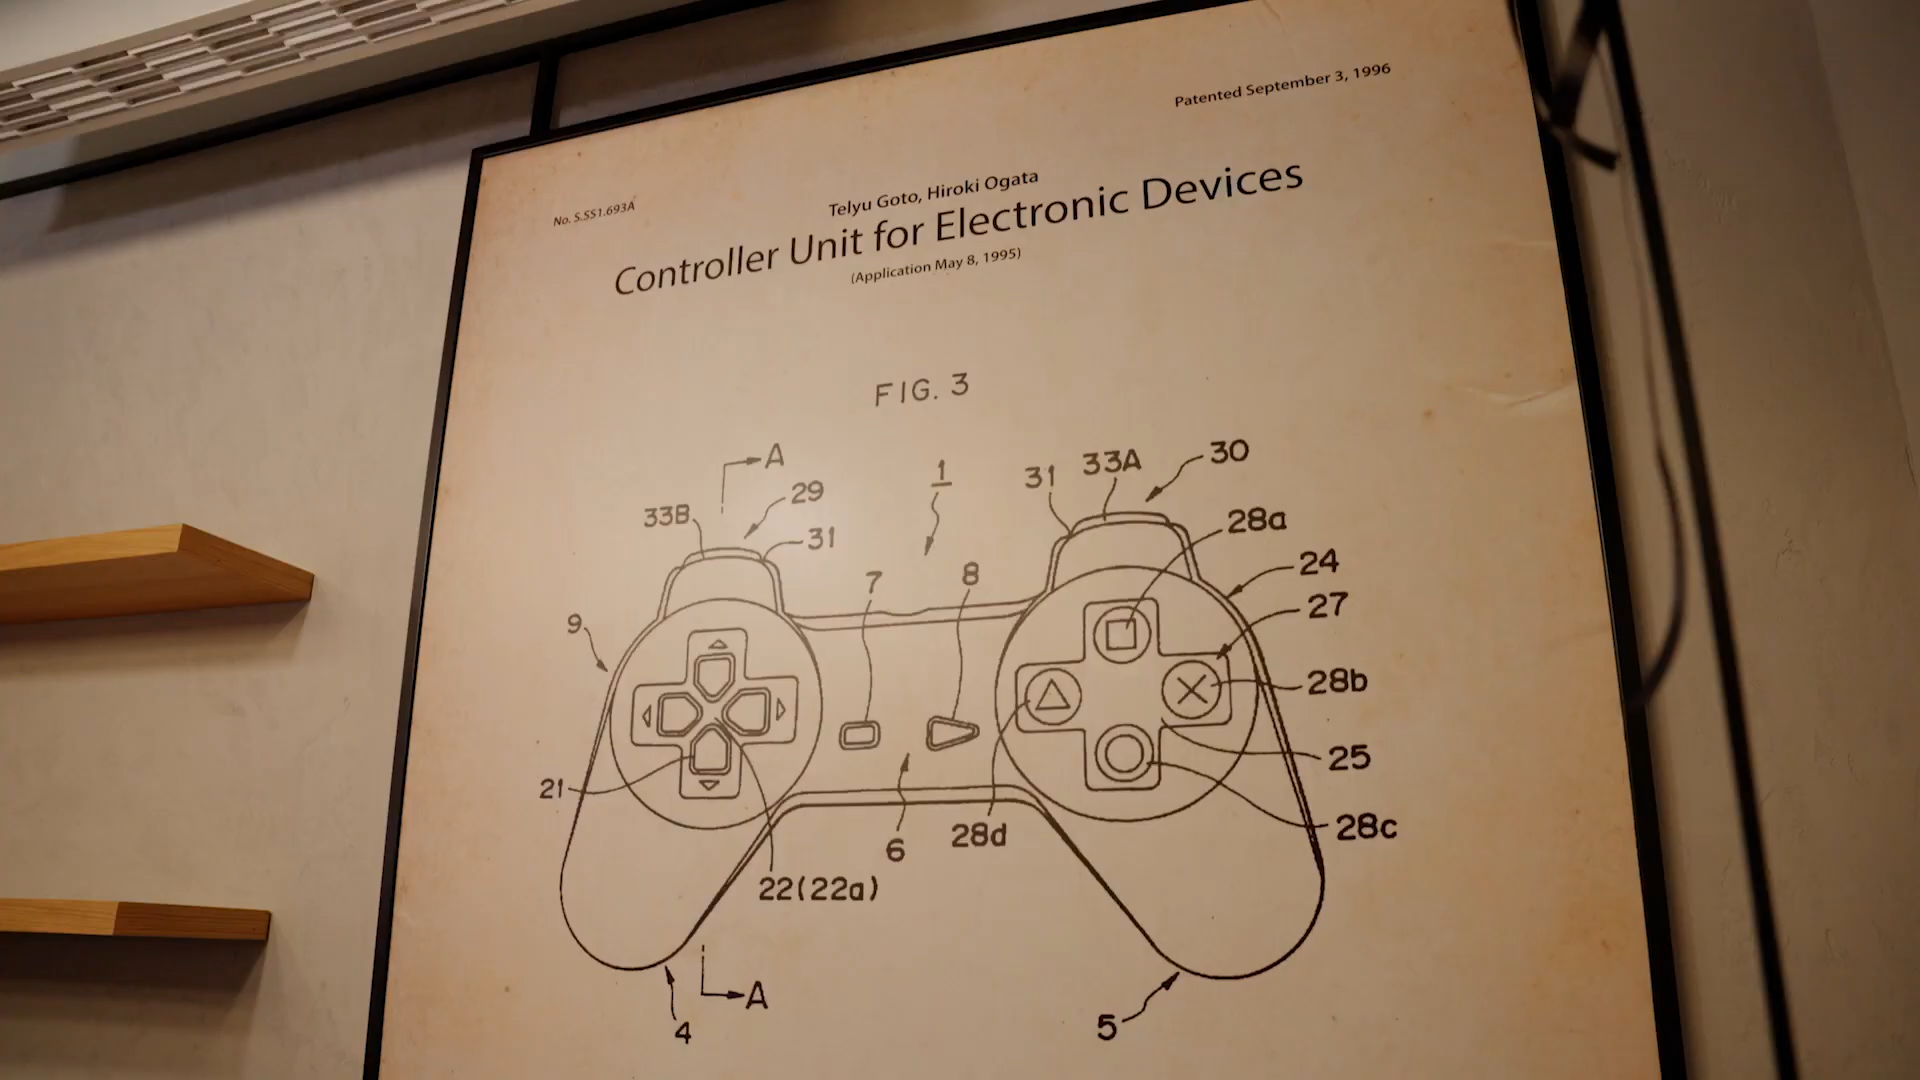 Patented September 3, 1996
No. S.SS1.693A
Telyu Goto, Hiroki Ogata
Controller Unit for Electronic Devices
(Application May 8, 1995)
FIG. 3
A
1
31
33A
30
33B
29
31
28a
7
8
24
9
27
28b
21
25
6
28d
28c
22(22a)
A
4
5